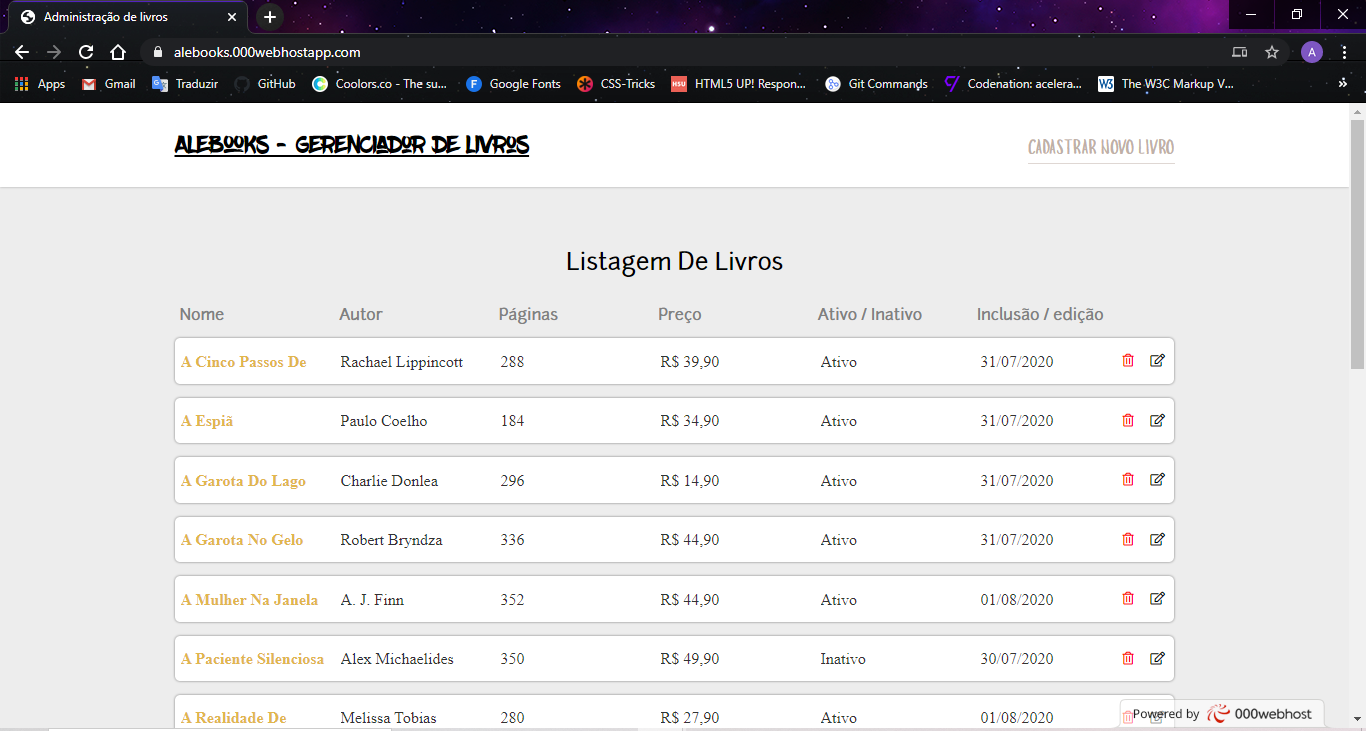 Administração de livros
alebooks.000webhostapp.com
A
Apps Gmail Traduzir GitHub Coolors.co - The su... Google Fonts CSS-Tricks HTML5 UP! Respon... Git Commands Codenation: acelera... The W3C Markup V... »
ALEBOOKS - GERENCIADOR DE LIVROS
CADASTRAR NOVO LIVRO
Listagem De Livros
Nome Autor Páginas Preço Ativo / Inativo Inclusão / edição
A Cinco Passos De Rachael Lippincott 288 R$ 39,90 Ativo 31/07/2020
A Espiã Paulo Coelho 184 R$ 34,90 Ativo 31/07/2020
A Garota Do Lago Charlie Donlea 296 R$ 14,90 Ativo 31/07/2020
A Garota No Gelo Robert Bryndza 336 R$ 44,90 Ativo 31/07/2020
A Mulher Na Janela A. J. Finn 352 R$ 44,90 Ativo 01/08/2020
A Paciente Silenciosa Alex Michaelides 350 R$ 49,90 Inativo 30/07/2020
A Realidade De Melissa Tobias 280 R$ 27,90 Ativo 01/08/2020
Powered by 000webhost